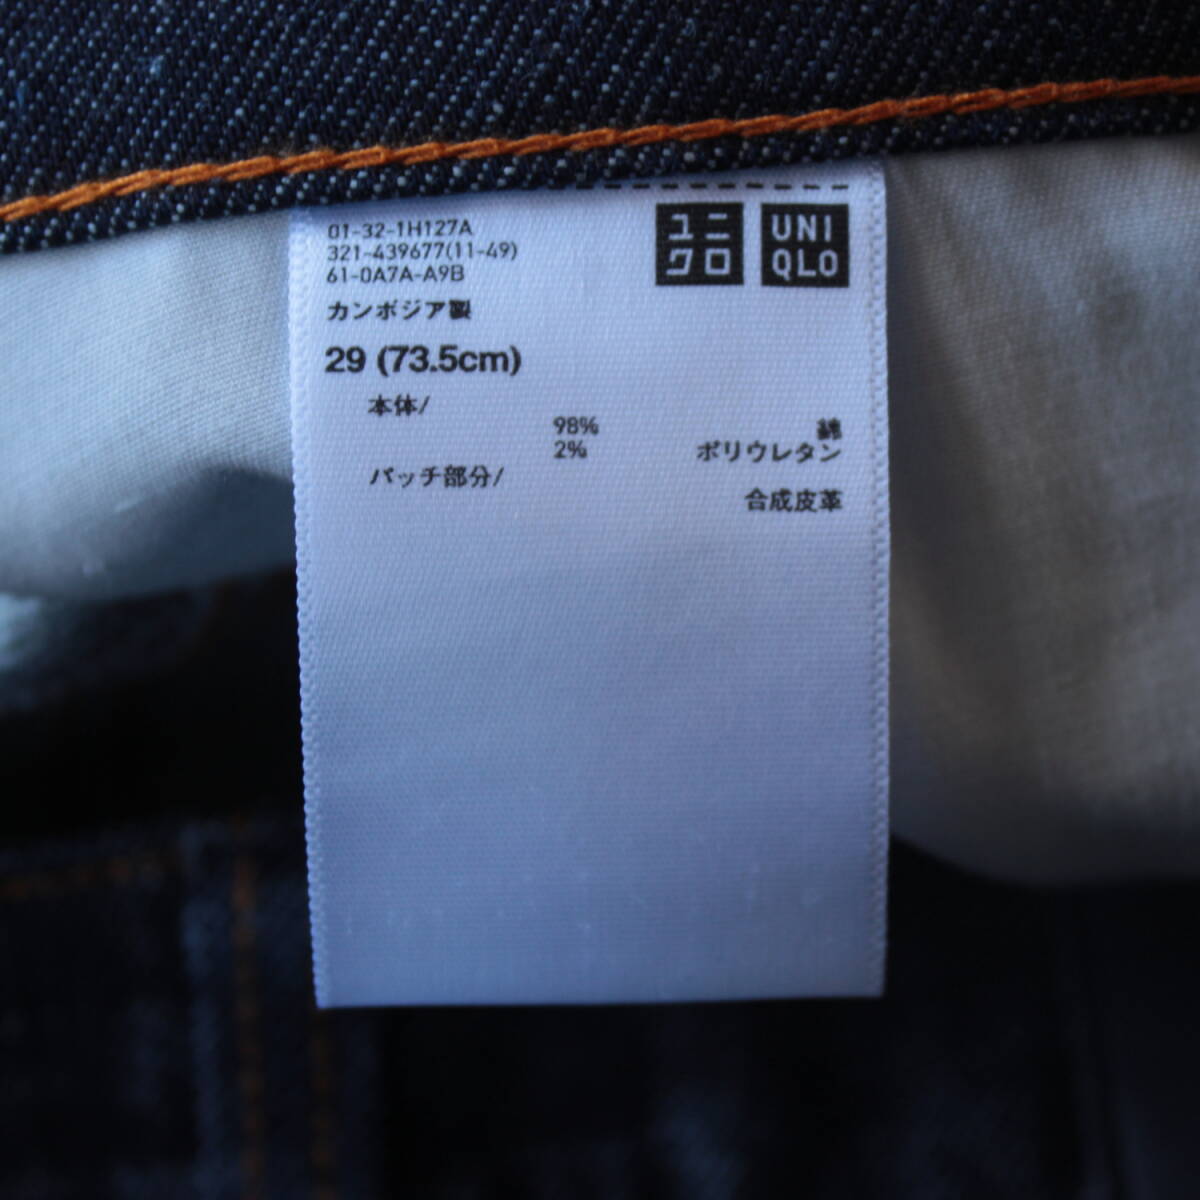 01-32-1H127A
321-439677(11-49)
61-0A7A-A9B
ユニクロ
UNIQLO
カンボジア製
29 (73.5cm)
本体/
98% 綿
2% ポリウレタン
パッチ部分/
合成皮革